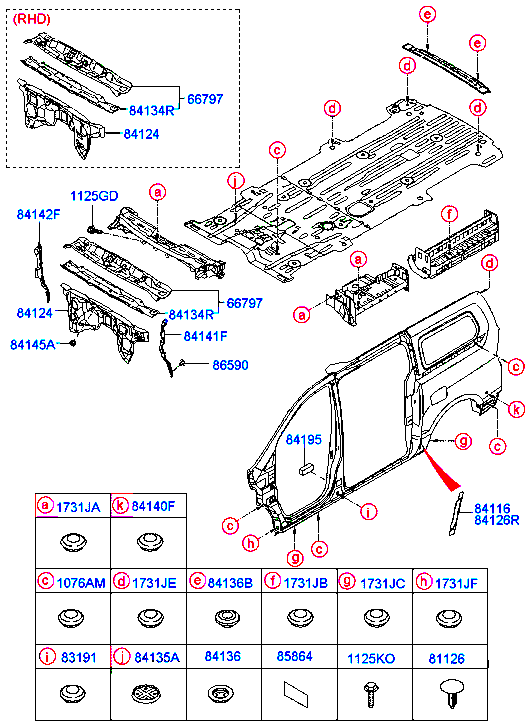 (RHD)
66797
84134R
84124
e
e
d
d
d
c
j
a
1125GD
84142F
f
a
a
d
66797
84134R
84124
84141F
84145A
86590
c
k
c
84195
g
i
c
h
g
c
84116
84126R
a 1731JA
k 84140F
c 1076AM
d 1731JE
e 84136B
f 1731JB
g 1731JC
h 1731JF
i 83191
j 84135A
84136
85864
1125KO
81126